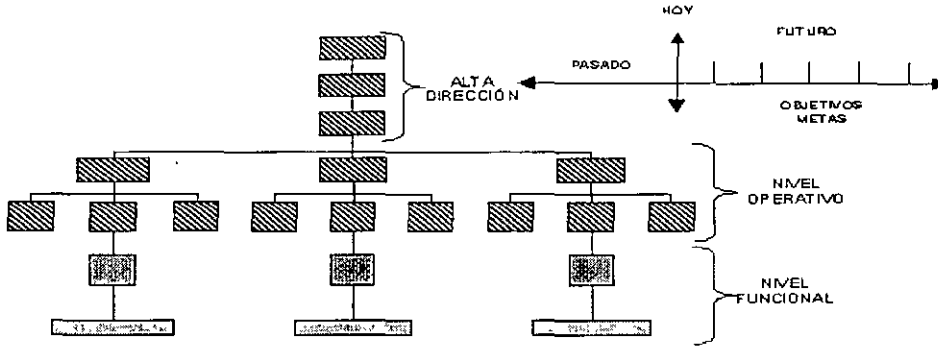 HOY
FUTURO
PASADO
ALTA
DIRECCIÓN
OBJETIVOS
METAS
NIVEL
OPERATIVO
NIVEL
FUNCIONAL